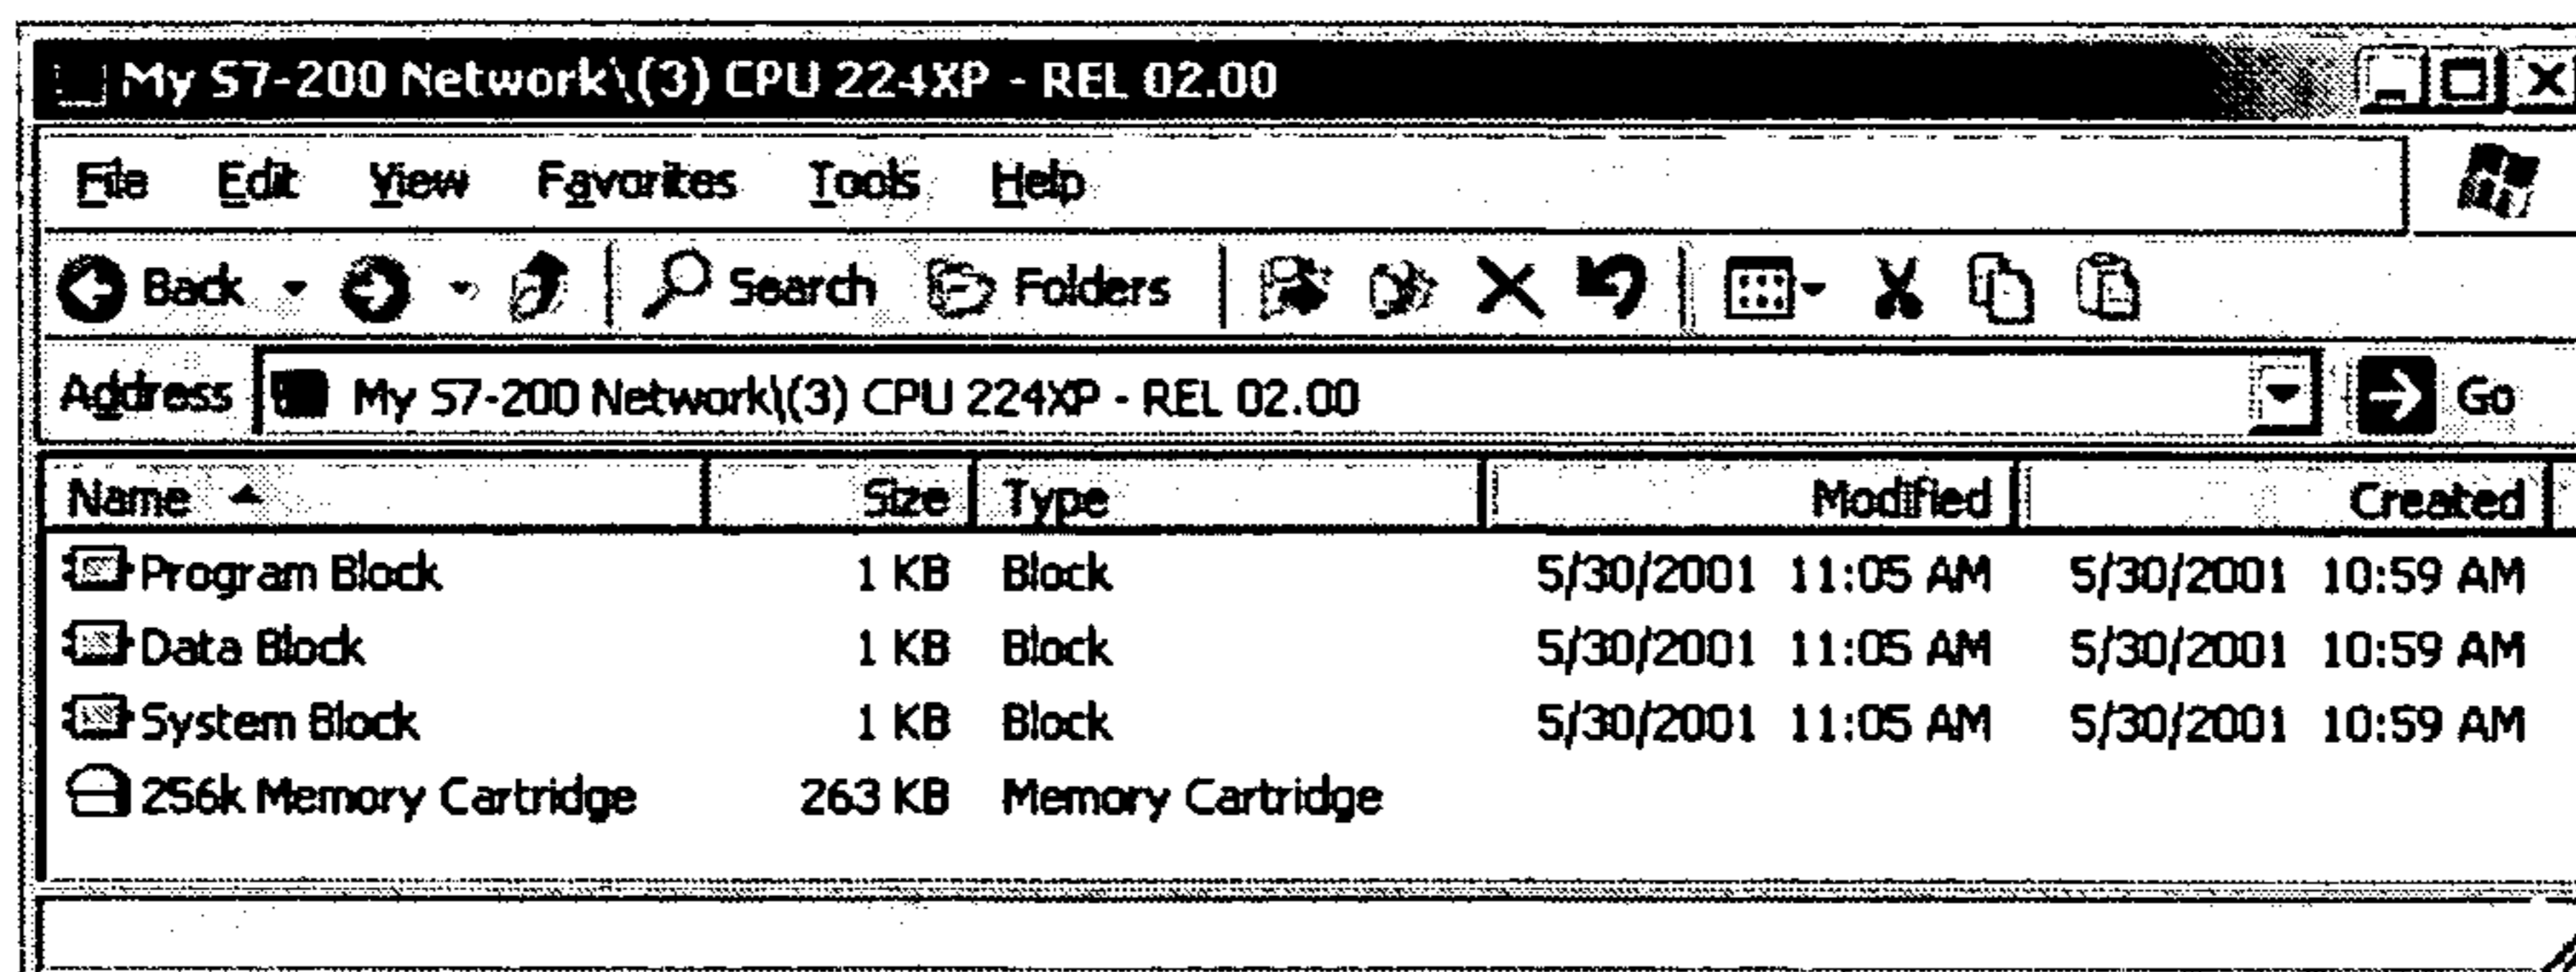 My S7-200 Network\(3) CPU 224XP - REL 02.00
File Edit View Favorites Tools Help
Back Search Folders
Address My S7-200 Network\(3) CPU 224XP - REL 02.00 Go
Name Size Type Modified Created
Program Block 1 KB Block 5/30/2001 11:05 AM 5/30/2001 10:59 AM
Data Block 1 KB Block 5/30/2001 11:05 AM 5/30/2001 10:59 AM
System Block 1 KB Block 5/30/2001 11:05 AM 5/30/2001 10:59 AM
256k Memory Cartridge 263 KB Memory Cartridge